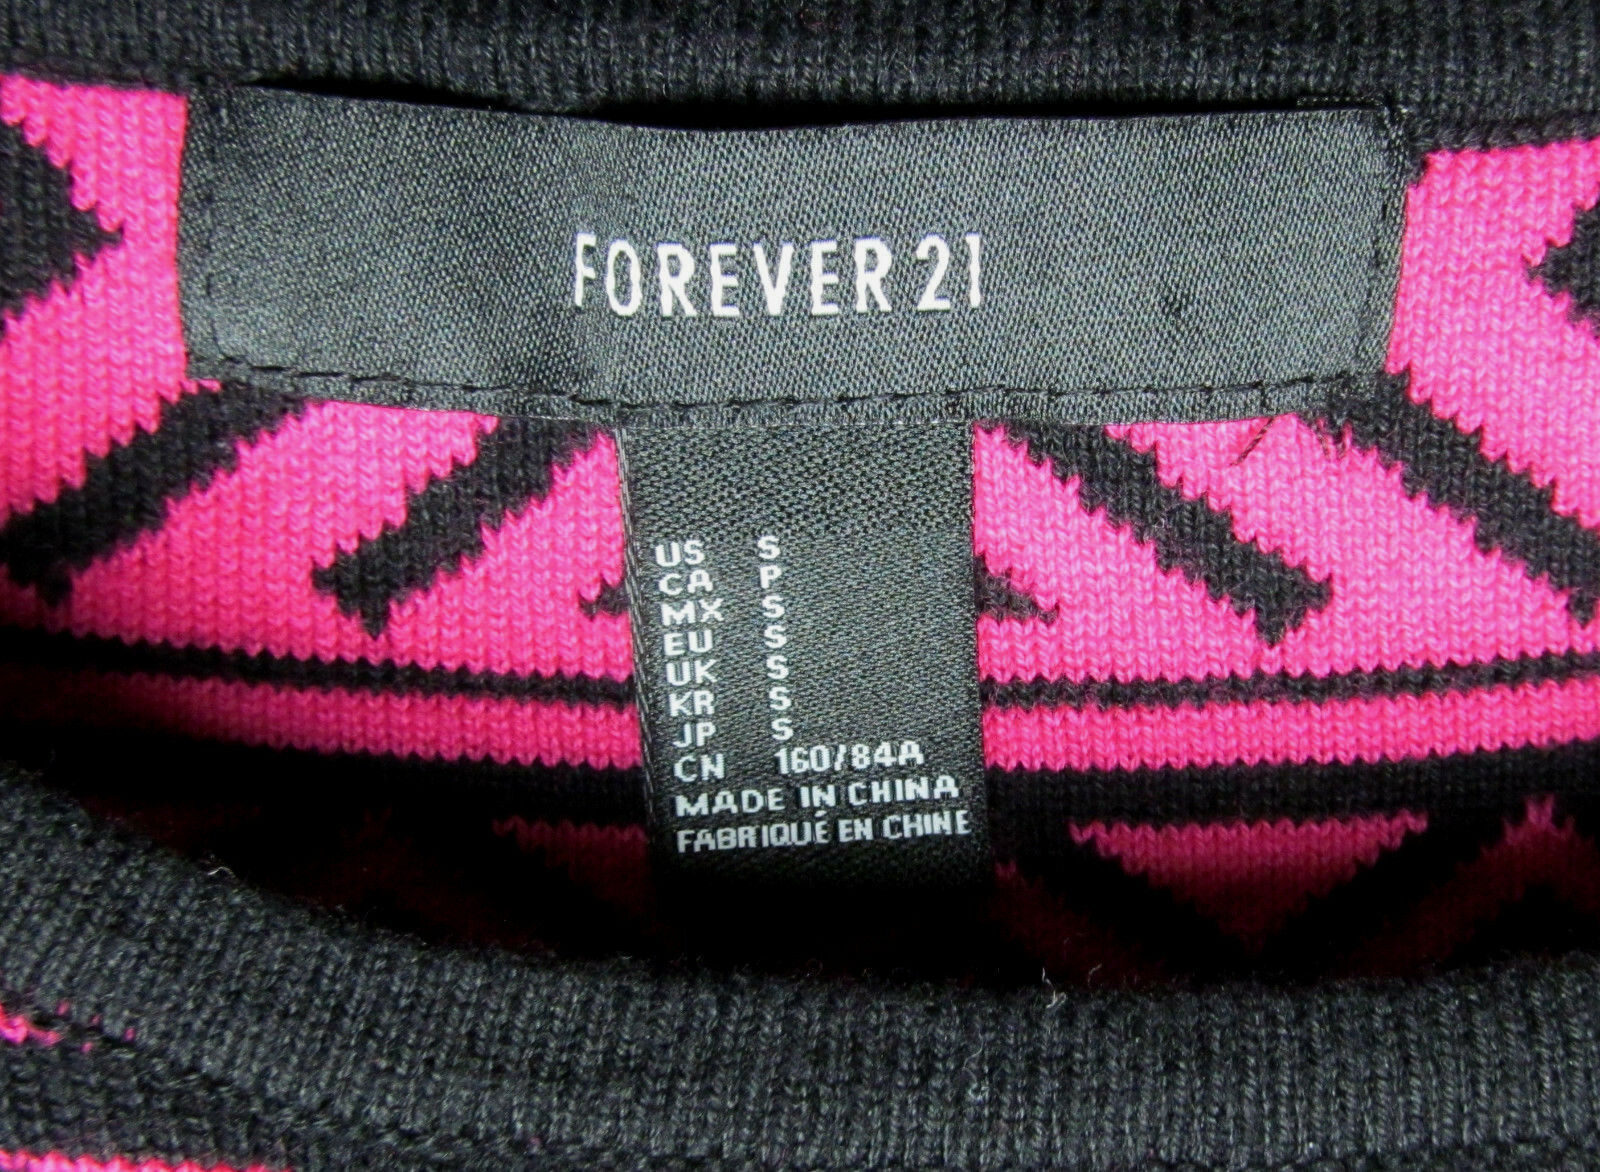 FOREVER 21
US S
CA P
MX S
EU S
UK S
KR S
JP S
CN 160/84A
MADE IN CHINA
FABRIQUÉ EN CHINE